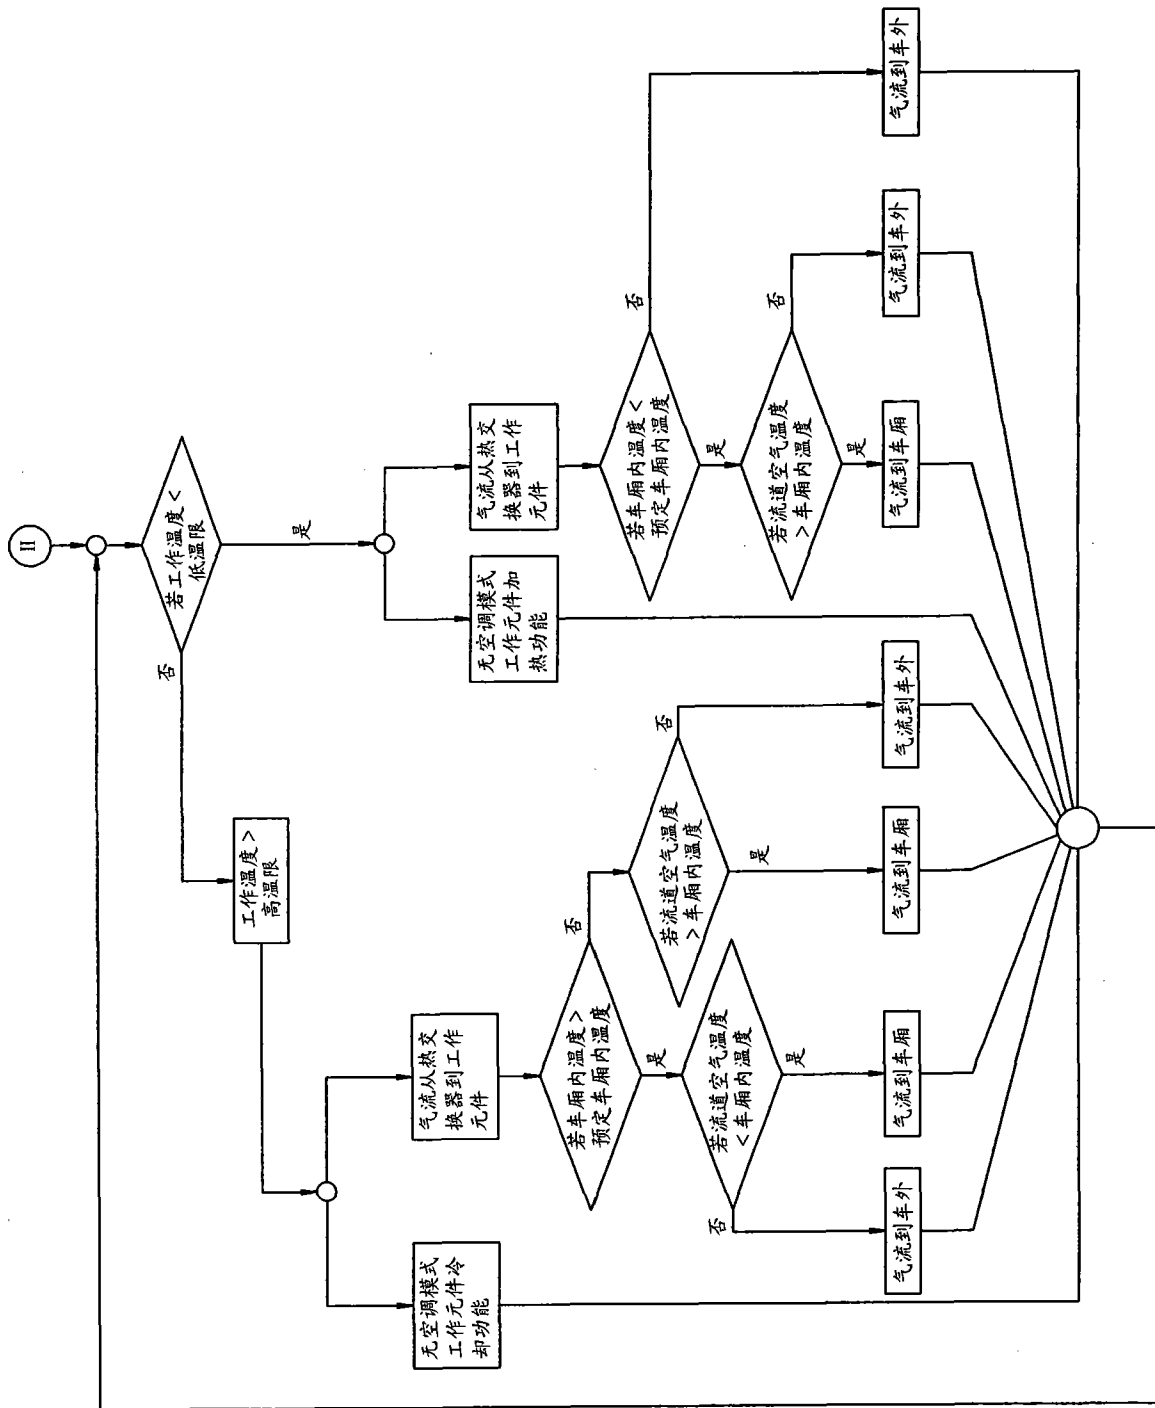 II
若工作温度<
低温限
否
是
工作温度>
高温限
无空调模式
工作元件冷
却功能
气流从热交
换器到工作
元件
无空调模式
工作元件加
热功能
气流从热交
换器到工作
元件
若车厢内温度>
预定车厢内温度
否
是
若车厢内温度<
预定车厢内温度
否
是
若流道空气温度
<车厢内温度
否
是
若流道空气温度
>车厢内温度
否
是
若流道空气温度
>车厢内温度
否
是
气流到车外
气流到车厢
气流到车厢
气流到车外
气流到车厢
气流到车外
气流到车外